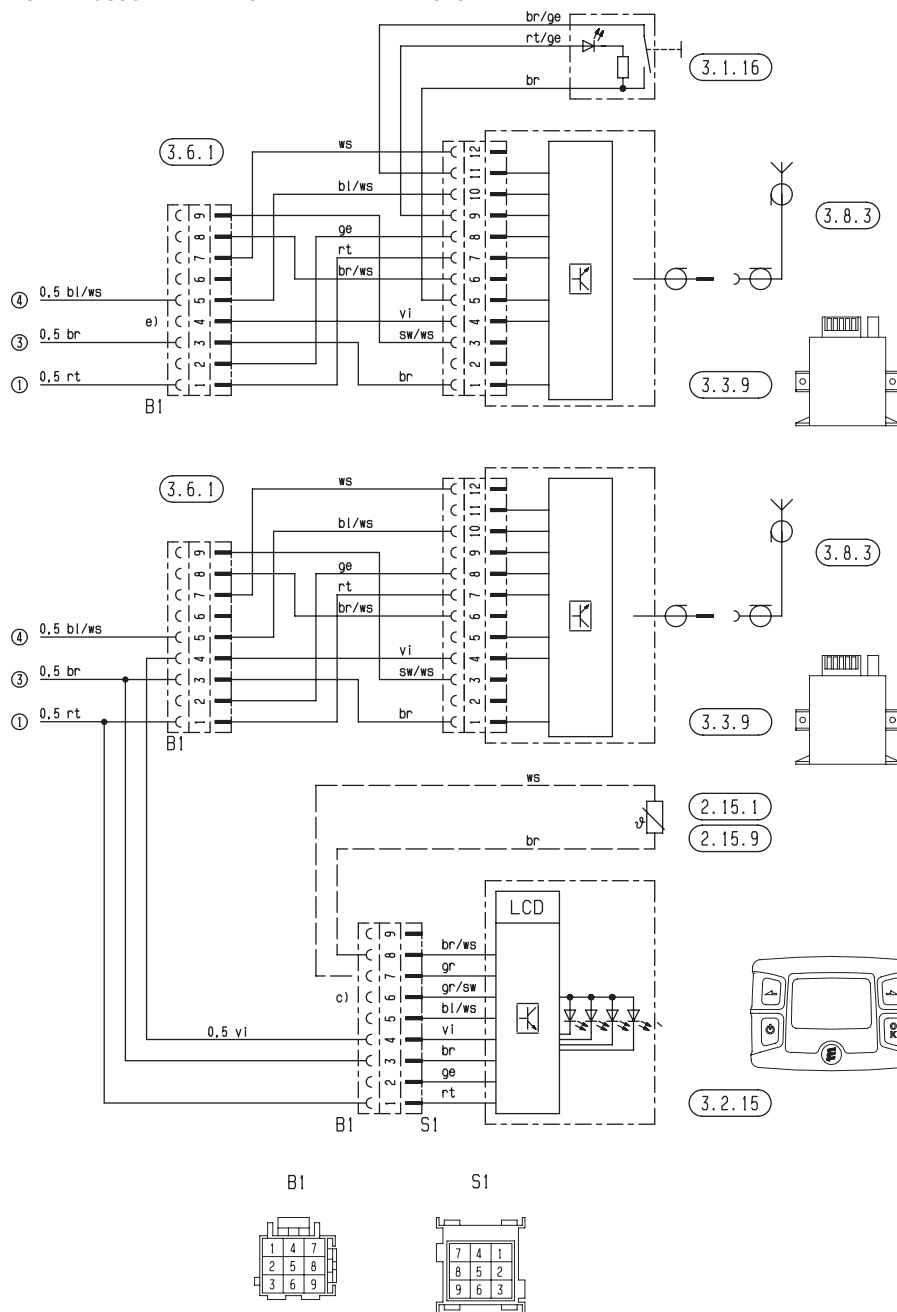 br/ge
rt/ge
br
3.1.16
3.6.1
ws
bl/ws
ge
rt
br/ws
vi
sw/ws
br
12
11
10
9
8
7
6
5
4
3
2
1
9
8
7
6
5
4
3
2
1
④ 0,5 bl/ws
e)
③ 0,5 br
① 0,5 rt
B1
3.8.3
3.3.9
3.6.1
ws
bl/ws
ge
rt
br/ws
vi
sw/ws
br
12
11
10
9
8
7
6
5
4
3
2
1
9
8
7
6
5
4
3
2
1
④ 0,5 bl/ws
③ 0,5 br
① 0,5 rt
B1
3.8.3
3.3.9
ws
br
2.15.1
2.15.9
LCD
9
8
7
6
5
4
3
2
1
c)
br/ws
gr
gr/sw
bl/ws
vi
br
ge
rt
0,5 vi
B1 S1
OK
3.2.15
B1 S1
1 4 7
2 5 8
3 6 9
7 4 1
8 5 2
9 6 3